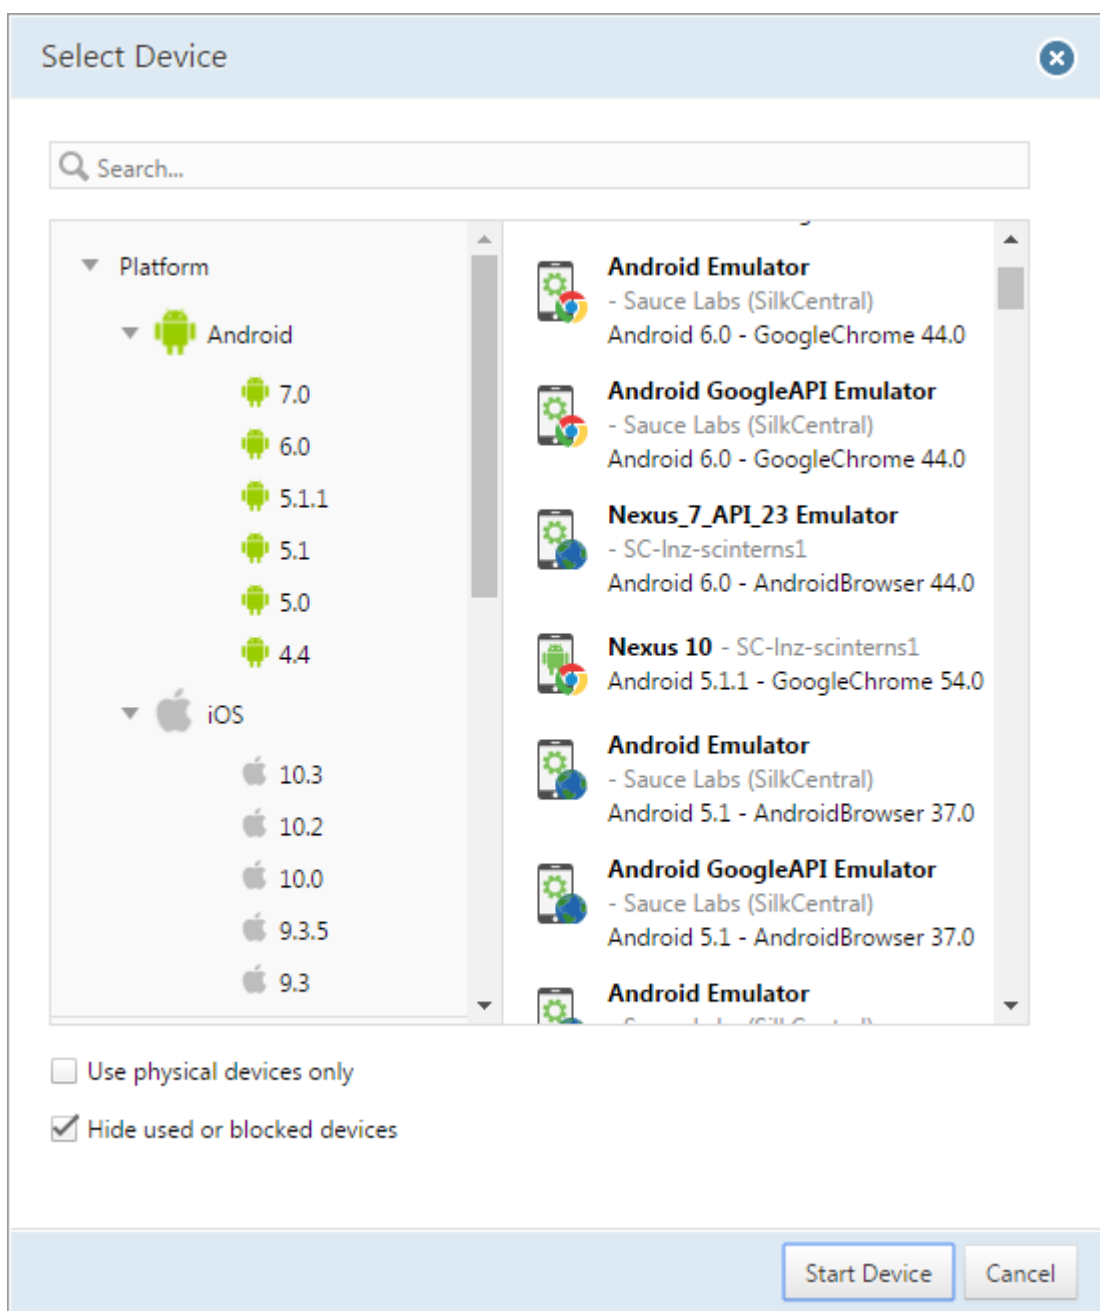 Select Device
Search...
Platform
Android
7.0
6.0
5.1.1
5.1
5.0
4.4
iOS
10.3
10.2
10.0
9.3.5
9.3
Android Emulator
- Sauce Labs (SilkCentral)
Android 6.0 - GoogleChrome 44.0
Android GoogleAPI Emulator
- Sauce Labs (SilkCentral)
Android 6.0 - GoogleChrome 44.0
Nexus_7_API_23 Emulator
- SC-lnz-scinterns1
Android 6.0 - AndroidBrowser 44.0
Nexus 10 - SC-lnz-scinterns1
Android 5.1.1 - GoogleChrome 54.0
Android Emulator
- Sauce Labs (SilkCentral)
Android 5.1 - AndroidBrowser 37.0
Android GoogleAPI Emulator
- Sauce Labs (SilkCentral)
Android 5.1 - AndroidBrowser 37.0
Android Emulator
Use physical devices only
Hide used or blocked devices
Start Device
Cancel